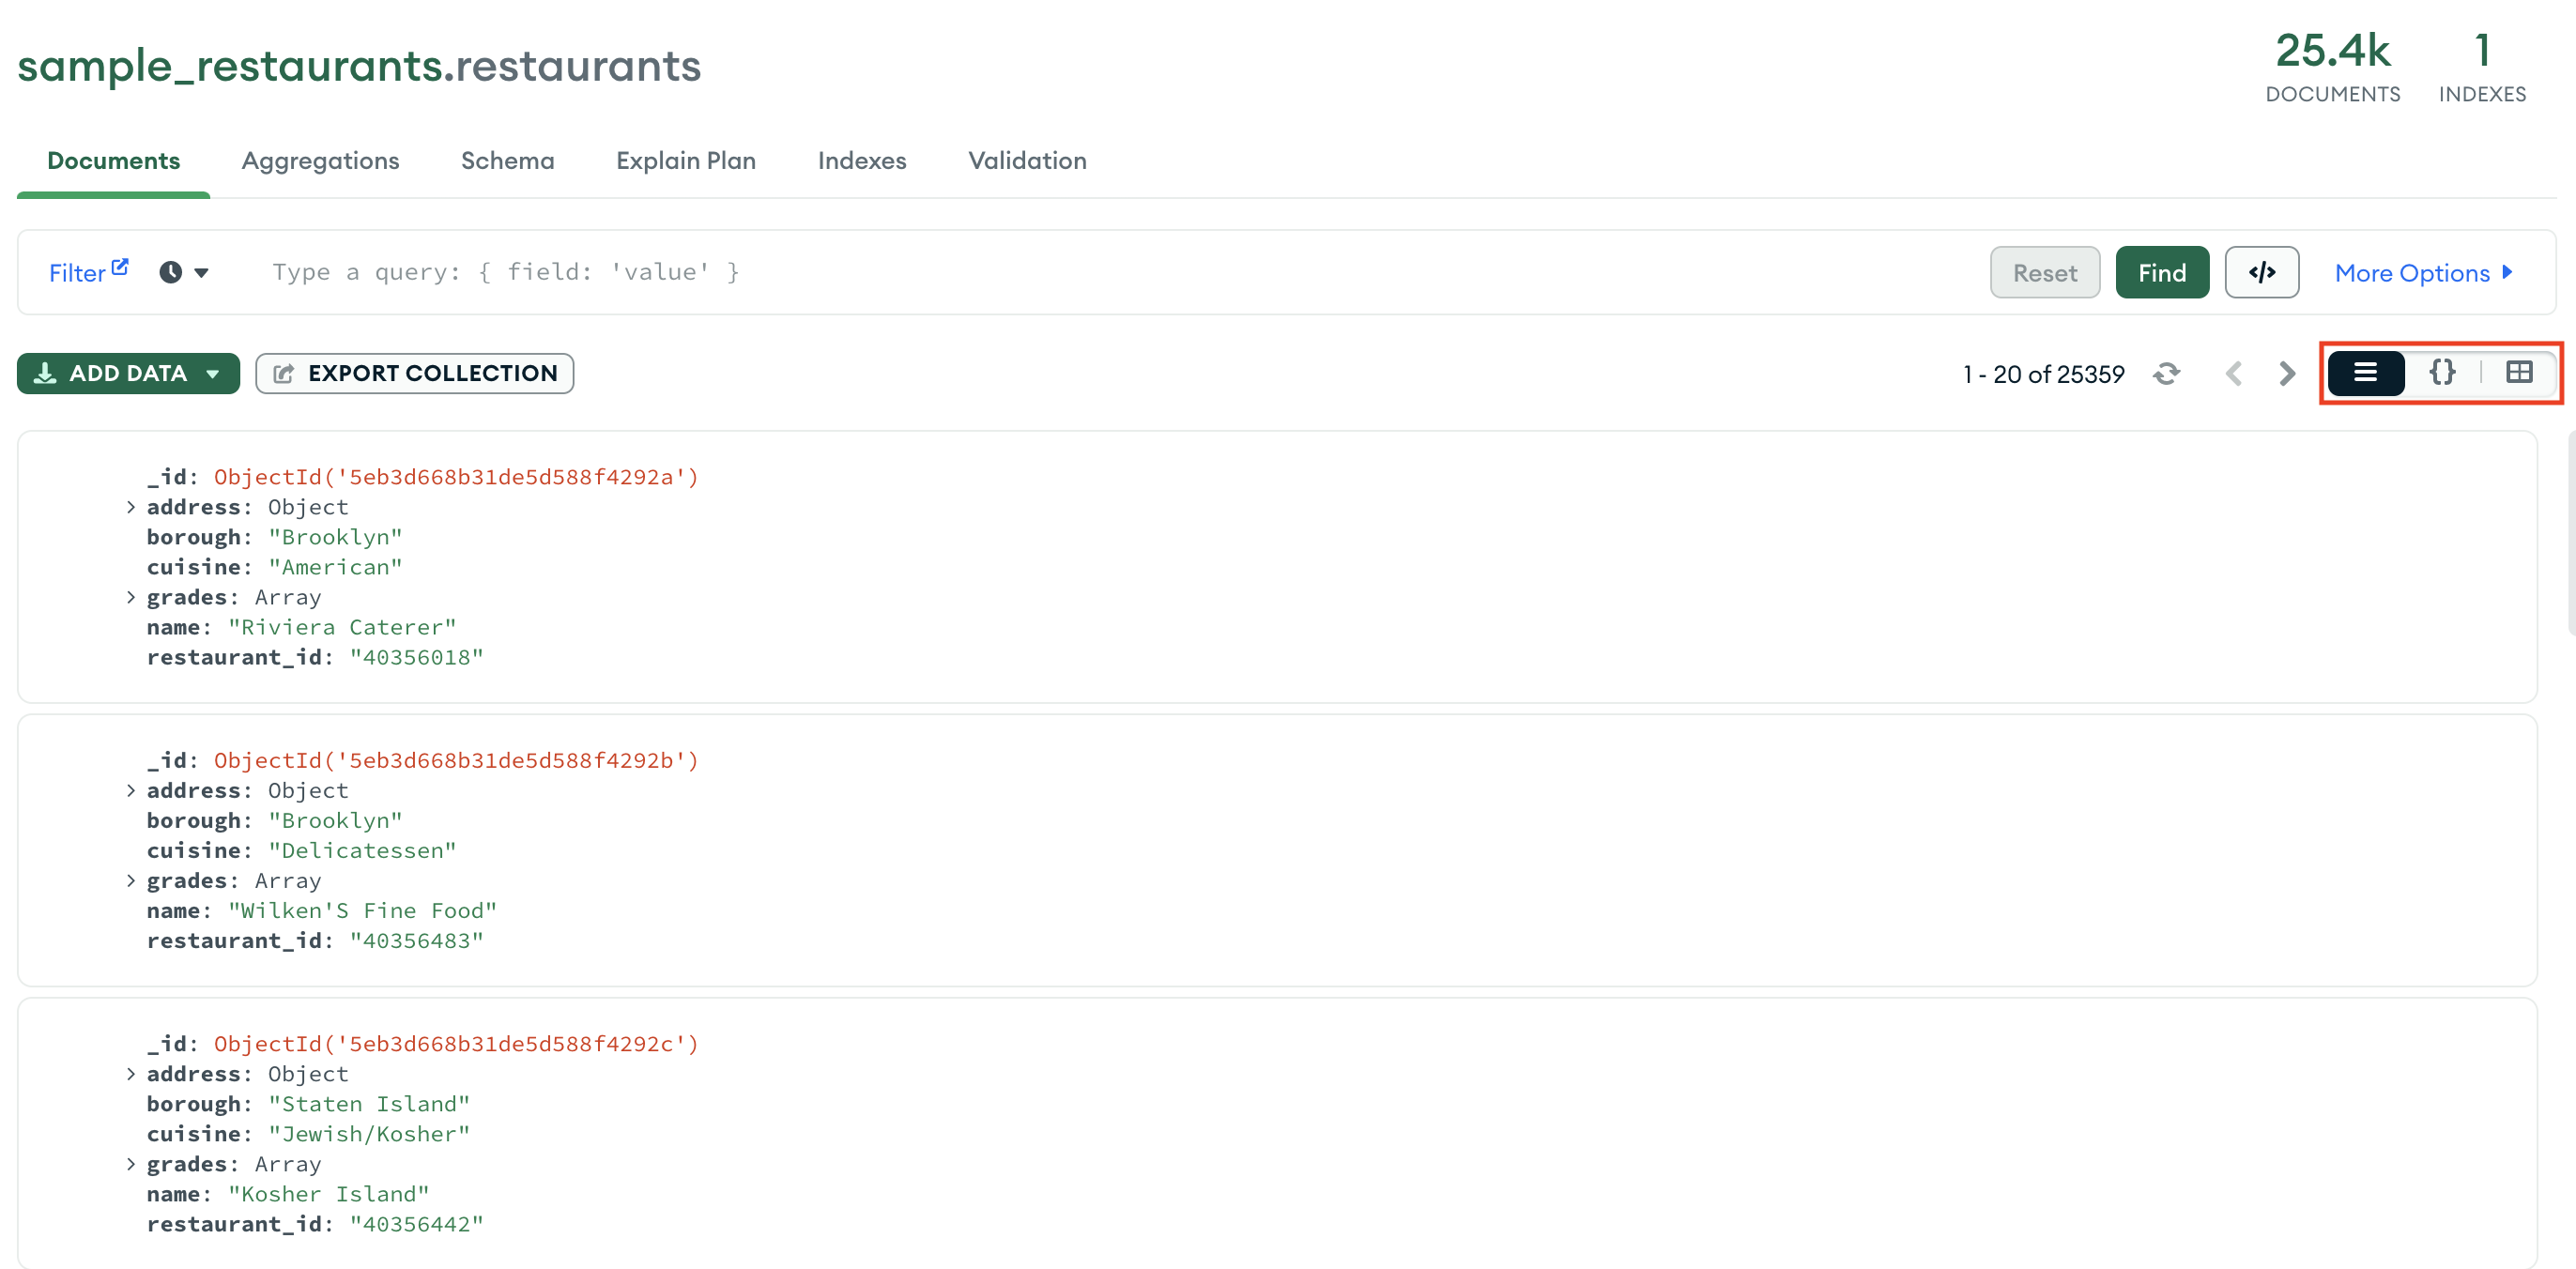 sample_restaurants.restaurants
25.4k
DOCUMENTS
1
INDEXES
Documents Aggregations Schema Explain Plan Indexes Validation
Filter Type a query: { field: 'value' } Reset Find </> More Options
ADD DATA EXPORT COLLECTION 1 - 20 of 25359 {}
_id: ObjectId('5eb3d668b31de5d588f4292a')
address: Object
borough: "Brooklyn"
cuisine: "American"
grades: Array
name: "Riviera Caterer"
restaurant_id: "40356018"
_id: ObjectId('5eb3d668b31de5d588f4292b')
address: Object
borough: "Brooklyn"
cuisine: "Delicatessen"
grades: Array
name: "Wilken'S Fine Food"
restaurant_id: "40356483"
_id: ObjectId('5eb3d668b31de5d588f4292c')
address: Object
borough: "Staten Island"
cuisine: "Jewish/Kosher"
grades: Array
name: "Kosher Island"
restaurant_id: "40356442"